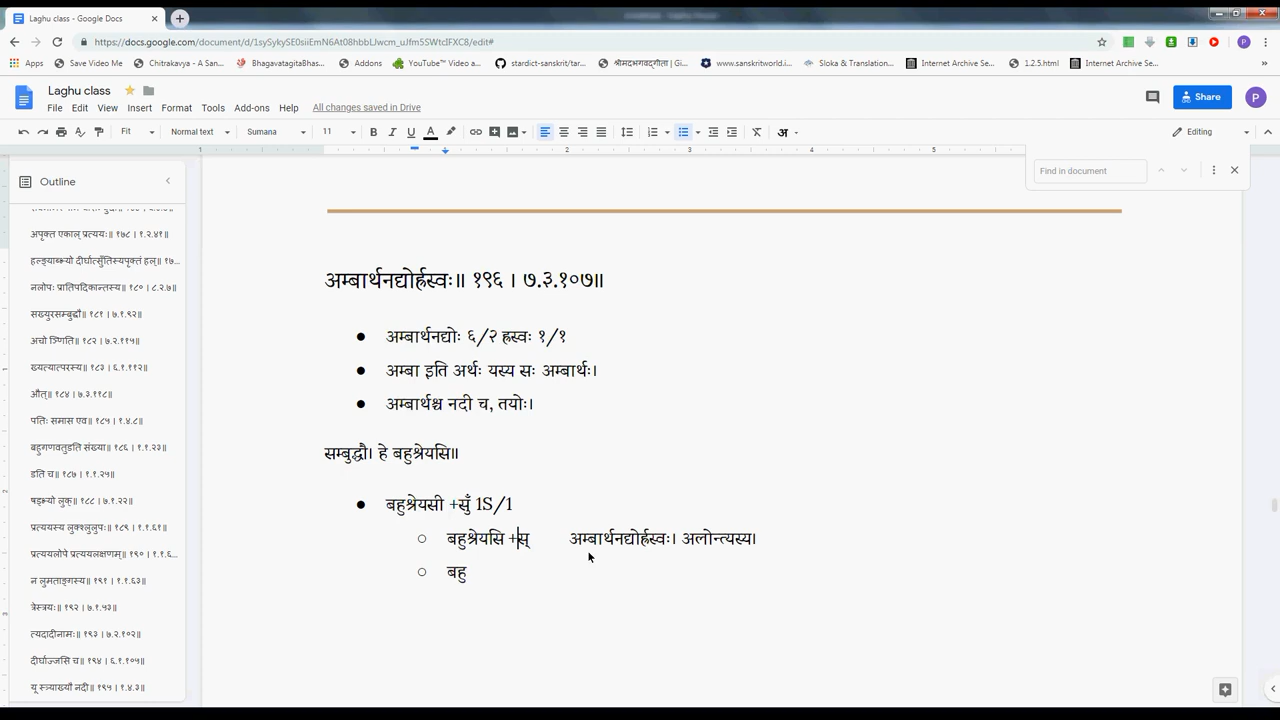 Laghu class - Google Docs
https://docs.google.com/document/d/1sySykySE0siiEmN6At08hbbLJwcm_uJfm5SWtcIFXC8/edit#
Apps Save Video Me Chitrakavya - A San... BhagavatagitaBhas... Addons YouTube™ Video a... stardict-sanskrit/tar... श्रीमदभगवद्गीता | Gi... www.sanskritworld.i... Sloka & Translation... Internet Archive Se... 1.2.5.html Internet Archive Se...
Laghu class
File Edit View Insert Format Tools Add-ons Help All changes saved in Drive
Share
P
Fit Normal text Sumana 11 B I U A अ Editing
Find in document
Outline
अपृक्त एकाल् प्रत्ययः॥ १७८ । १.२.४१॥
हल्ङ्याब्भ्यो दीर्घात्सुँतिस्यपृक्तं हल्॥ १७...
नलोपः प्रातिपदिकान्तस्य॥ १८० । ८.२.७॥
सख्युरसम्बुद्धौ॥ १८१ । ७.१.९२॥
अचो ञ्णिति॥ १८२ । ७.२.११५॥
ख्यत्यात्परस्य॥ १८३ । ६.१.११२॥
औत्॥ १८४ । ७.३.११८॥
पतिः समास एव॥ १८५ । १.४.८॥
बहुगणवतुडति संख्या॥ १८६ । १.१.२३॥
डति च॥ १८७ । १.१.२५॥
षड्भ्यो लुक्॥ १८८ । ७.१.२२॥
प्रत्ययस्य लुक्श्लुलुपः॥ १८९ । १.१.६१॥
प्रत्ययलोपे प्रत्ययलक्षणम्॥ १९० । १.१.६...
न लुमताङ्गस्य॥ १९१ । १.१.६३॥
त्रेस्त्रयः॥ १९२ । ७.१.५३॥
त्यदादीनामः॥ १९३ । ७.२.१०२॥
दीर्घाज्जसि च॥ १९४ । ६.१.१०५॥
यू स्त्र्याख्यौ नदी॥ १९५ । १.४.३॥
अम्बार्थनद्योर्ह्रस्वः॥ १९६ । ७.३.१०७॥
अम्बार्थनद्योः ६/२ ह्रस्वः १/१
अम्बा इति अर्थः यस्य सः अम्बार्थः।
अम्बार्थश्च नदी च, तयोः।
सम्बुद्धौ। हे बहुश्रेयसि॥
बहुश्रेयसी +सुँ 1S/1
बहुश्रेयसि +स् अम्बार्थनद्योर्ह्रस्वः। अलोन्त्यस्य।
बहु